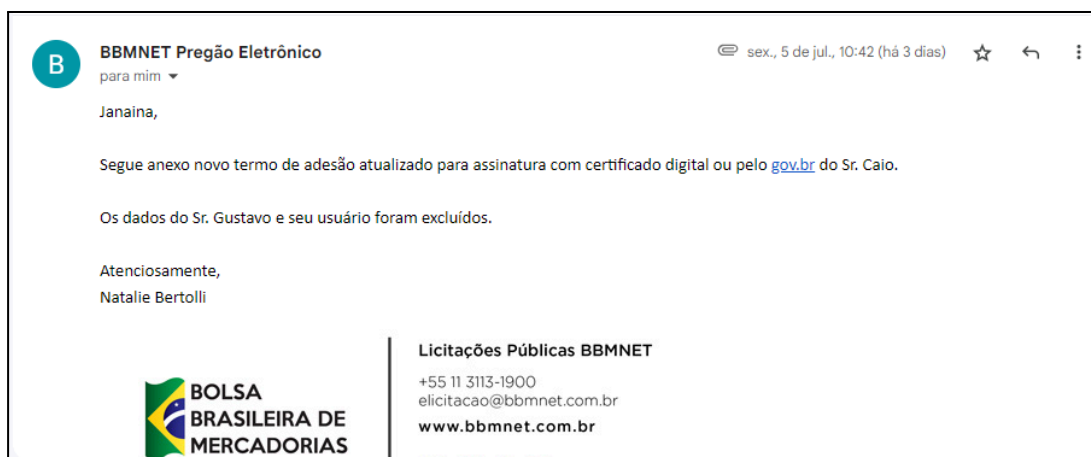 B
BBMNET Pregão Eletrônico
sex., 5 de jul., 10:42 (há 3 dias)
para mim
Janaina,
Segue anexo novo termo de adesão atualizado para assinatura com certificado digital ou pelo gov.br do Sr. Caio.
Os dados do Sr. Gustavo e seu usuário foram excluídos.
Atenciosamente,
Natalie Bertolli
BOLSA
BRASILEIRA DE
MERCADORIAS
Licitações Públicas BBMNET
+55 11 3113-1900
elicitacao@bbmnet.com.br
www.bbmnet.com.br